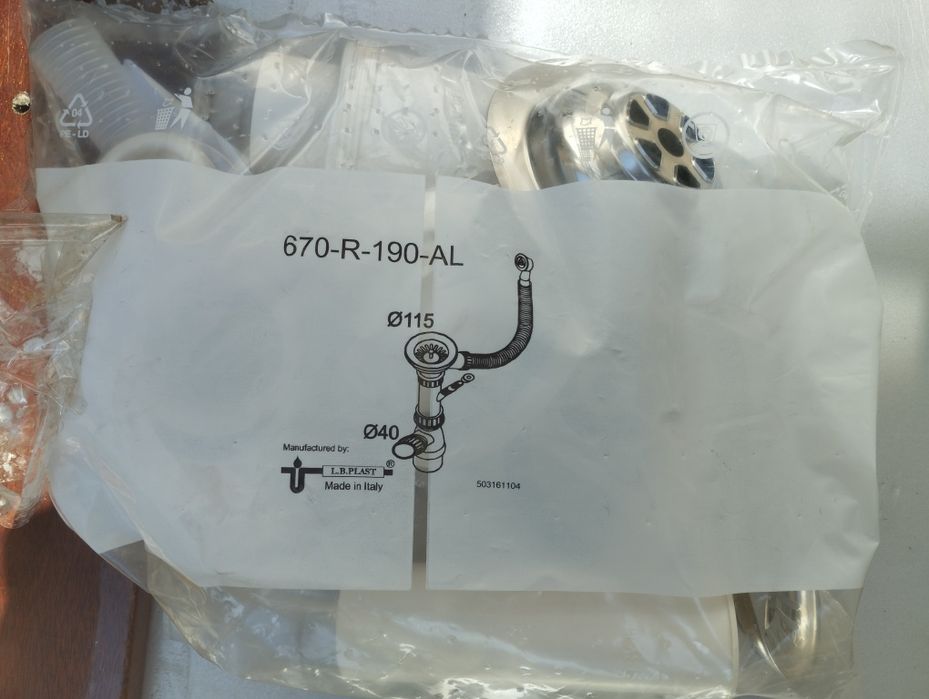 04
PE-LD
670-R-190-AL
Ø115
Ø40
Manufactured by:
L.B.PLAST®
Made in Italy
503161104